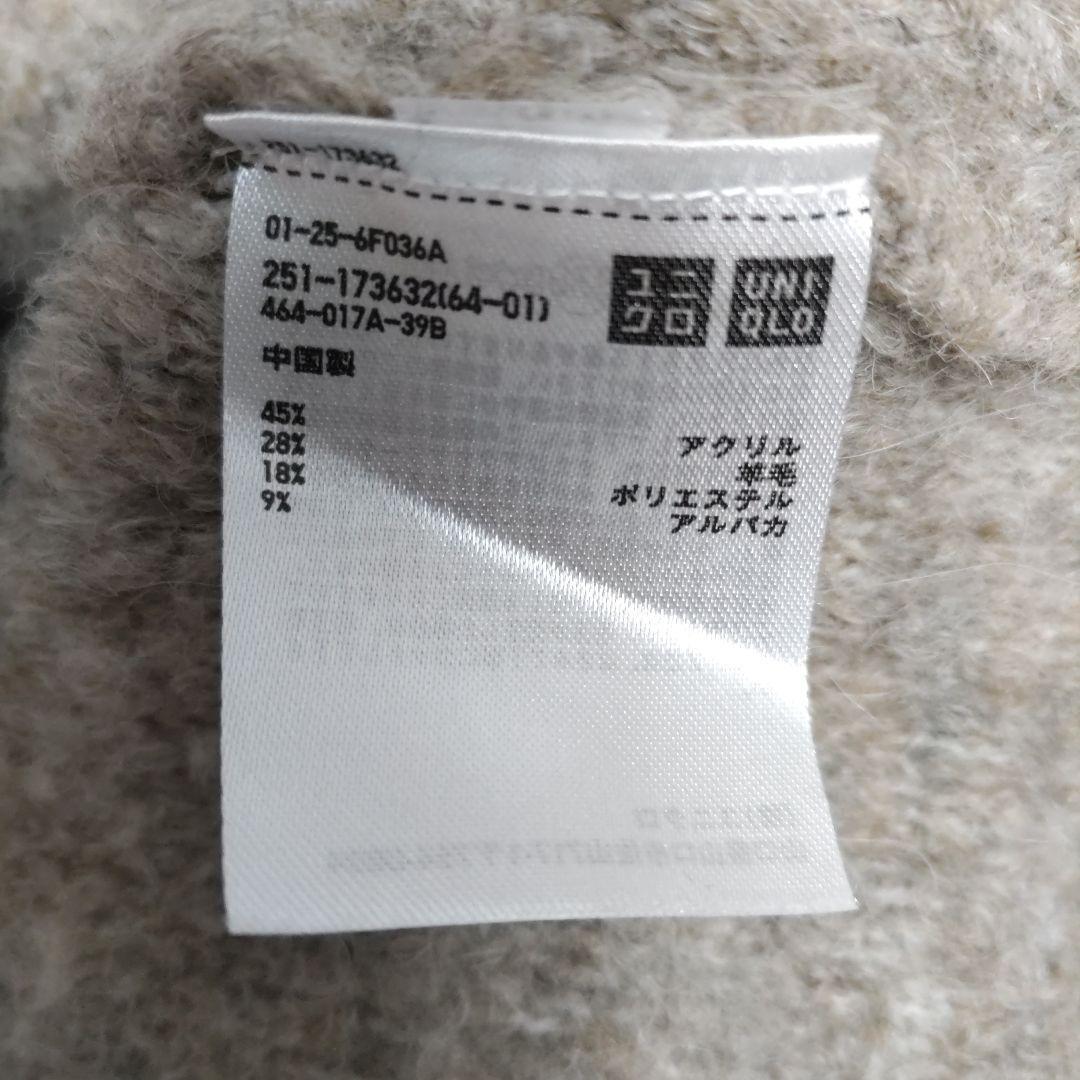 251-173632
01-25-6F036A
251-173632(64-01)
464-017A-39B
ユニクロ
UNIQLO
中国製
45% アクリル
28% 羊毛
18% ポリエステル
9% アルパカ